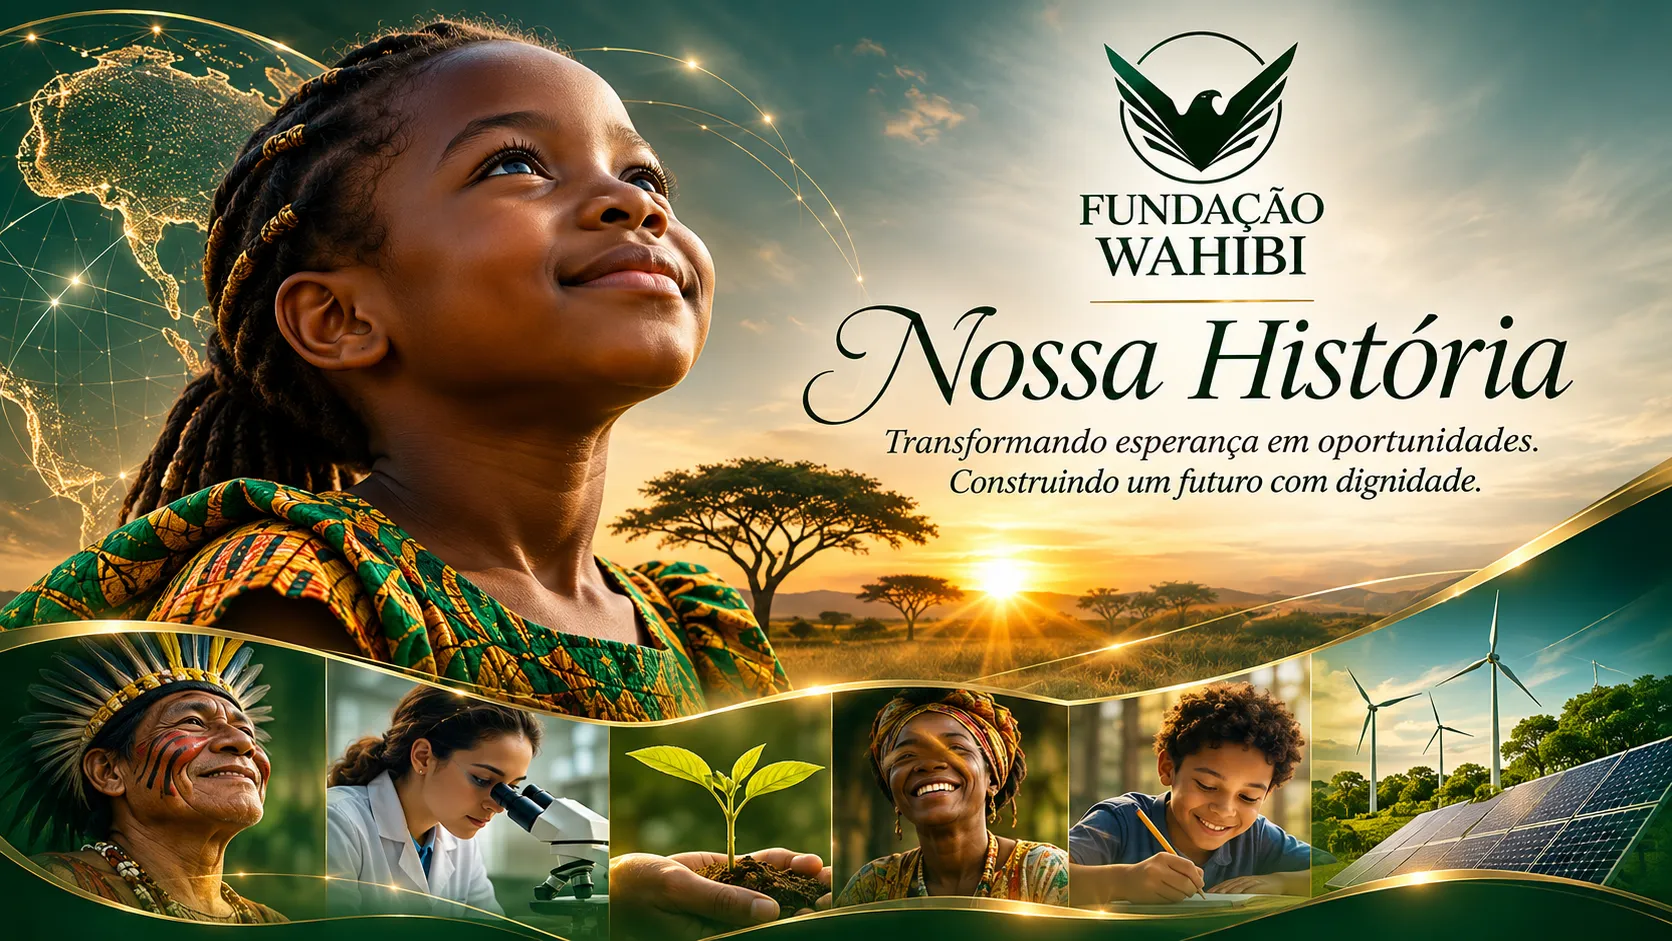 FUNDAÇÃO
WAHIBI
Nossa História
Transformando esperança em oportunidades.
Construindo um futuro com dignidade.